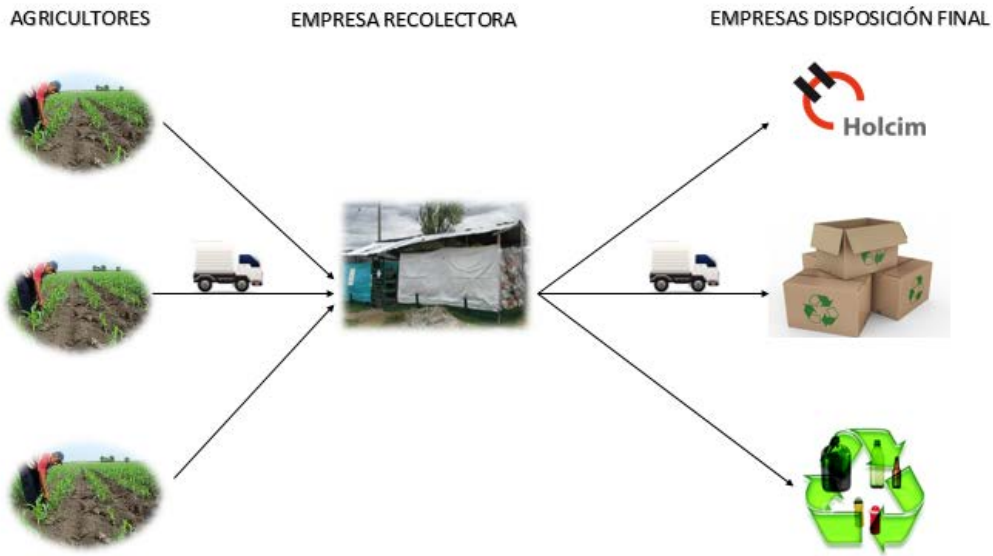 AGRICULTORES
EMPRESA RECOLECTORA
EMPRESAS DISPOSICIÓN FINAL
Holcim